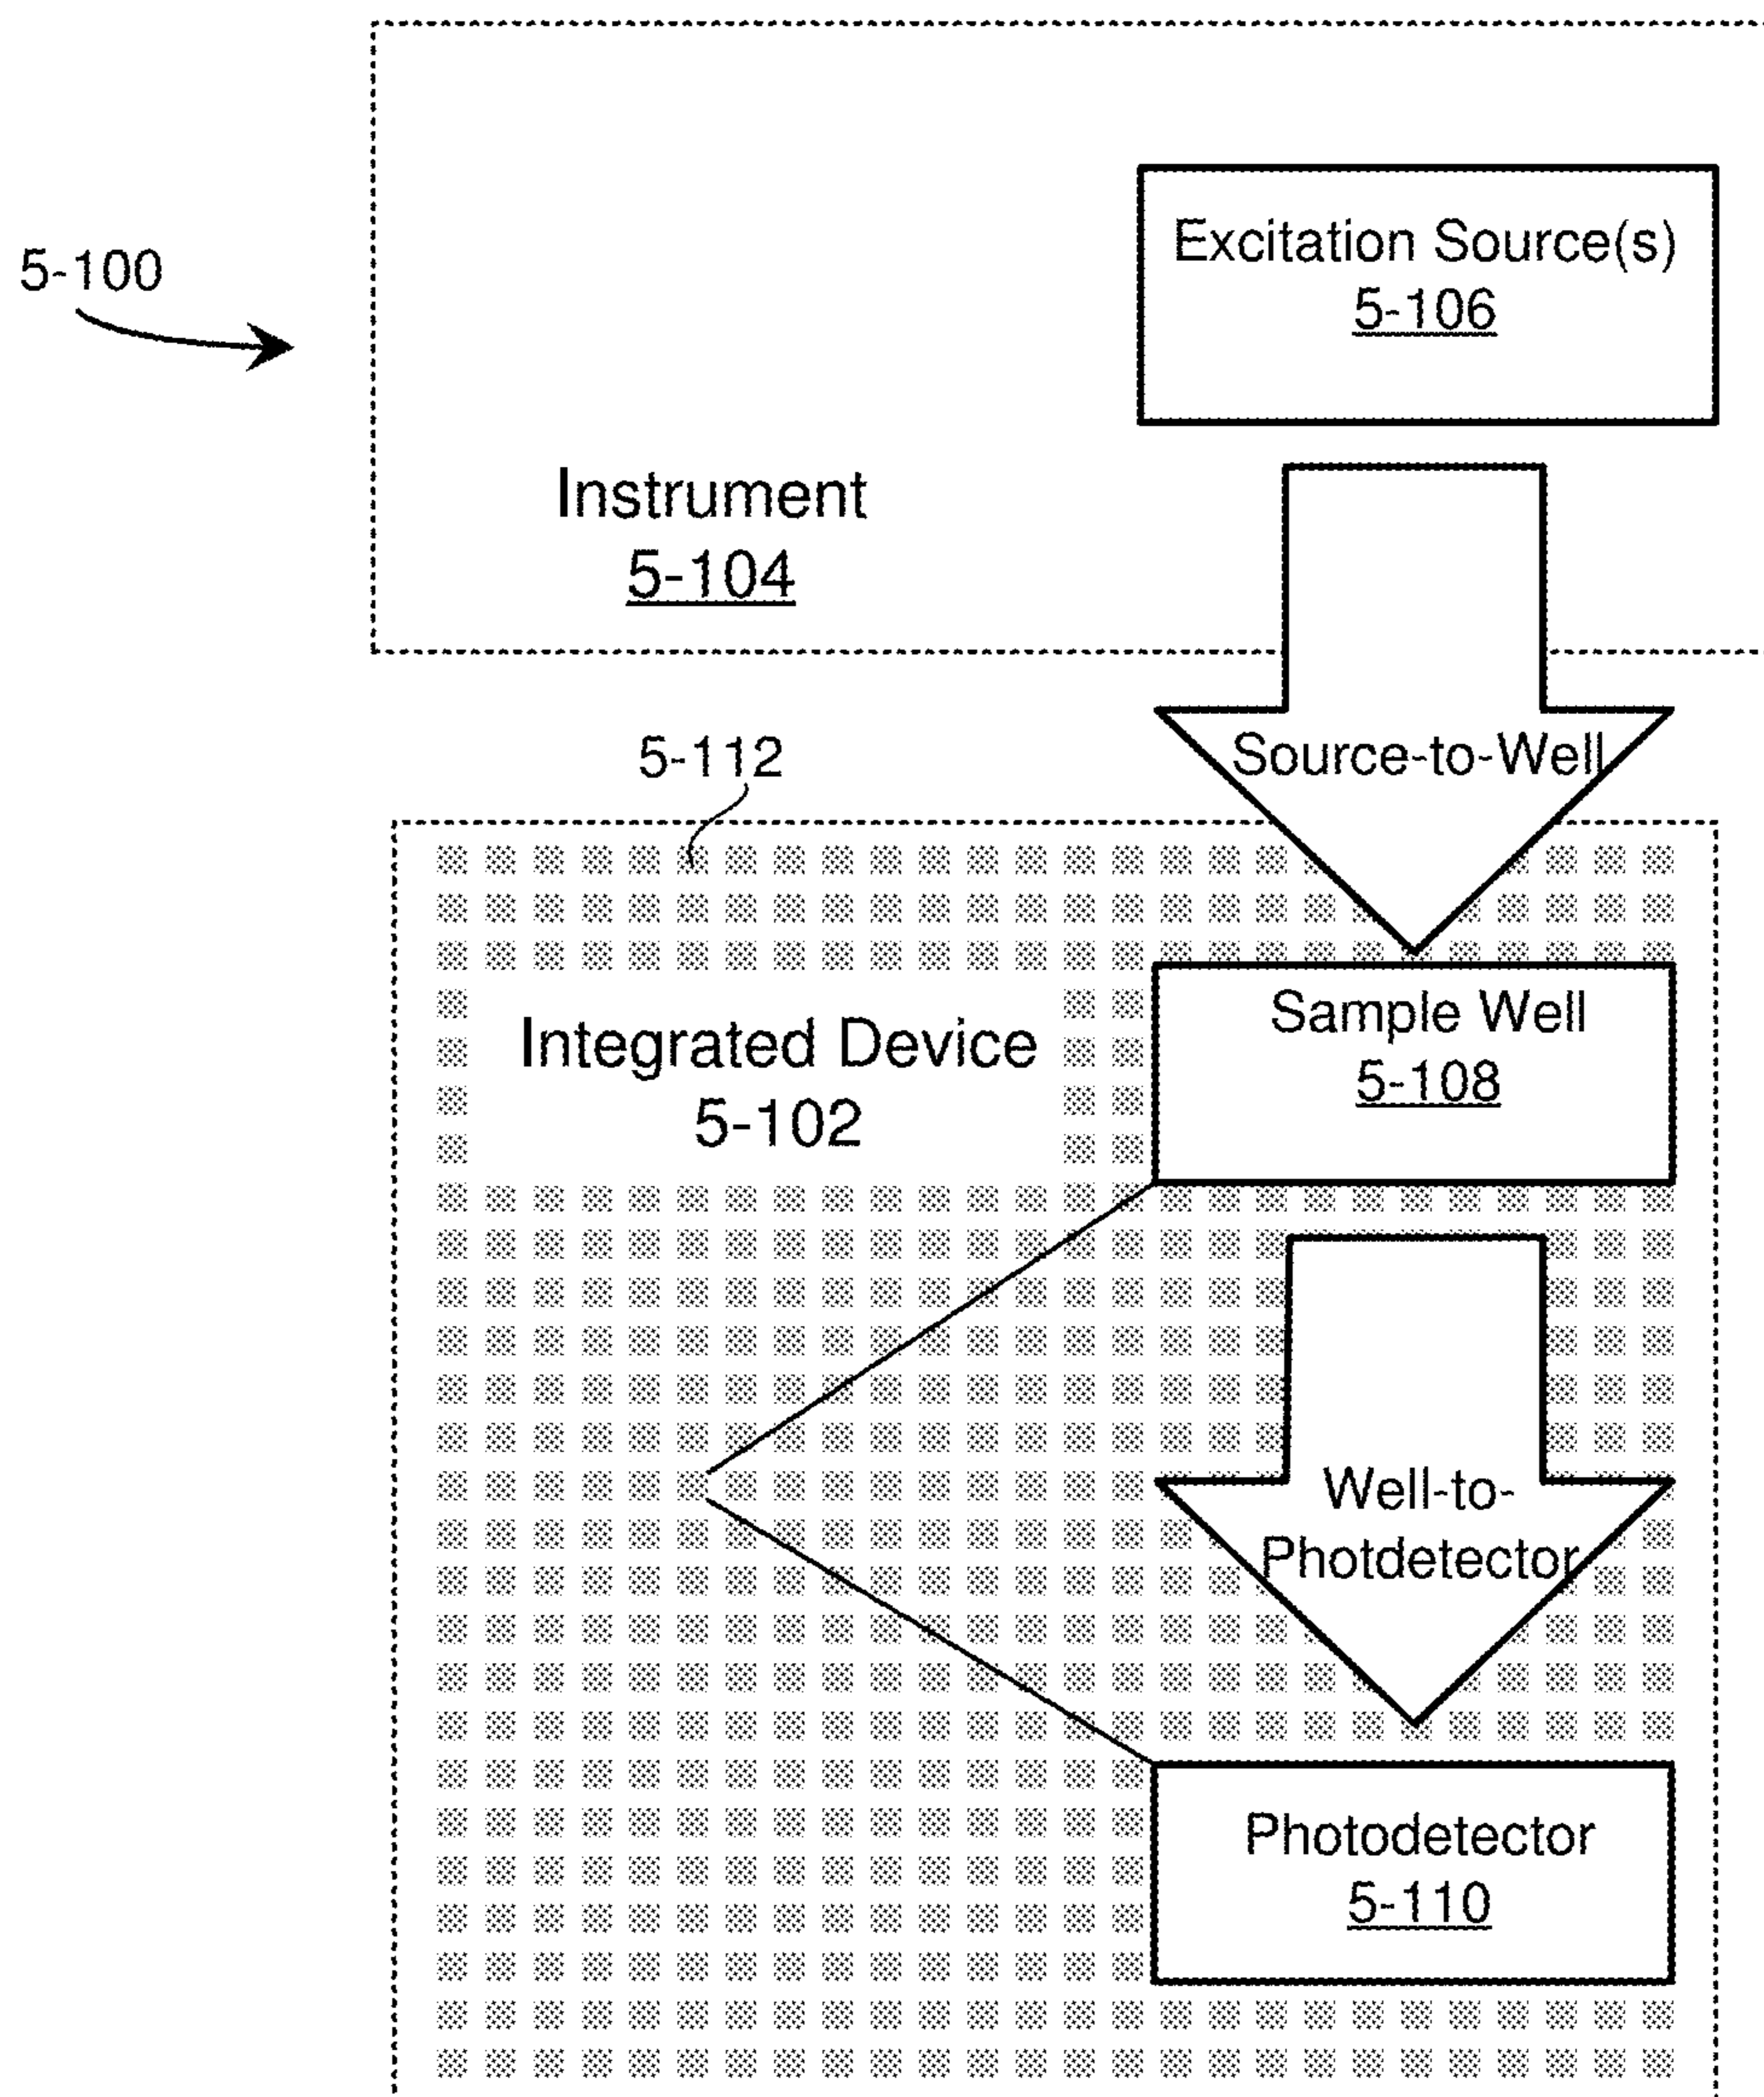 5-100
Excitation Source(s)
5-106
Instrument
5-104
Source-to-Well
5-112
Integrated Device
5-102
Sample Well
5-108
Well-to-
Photdetector
Photodetector
5-110